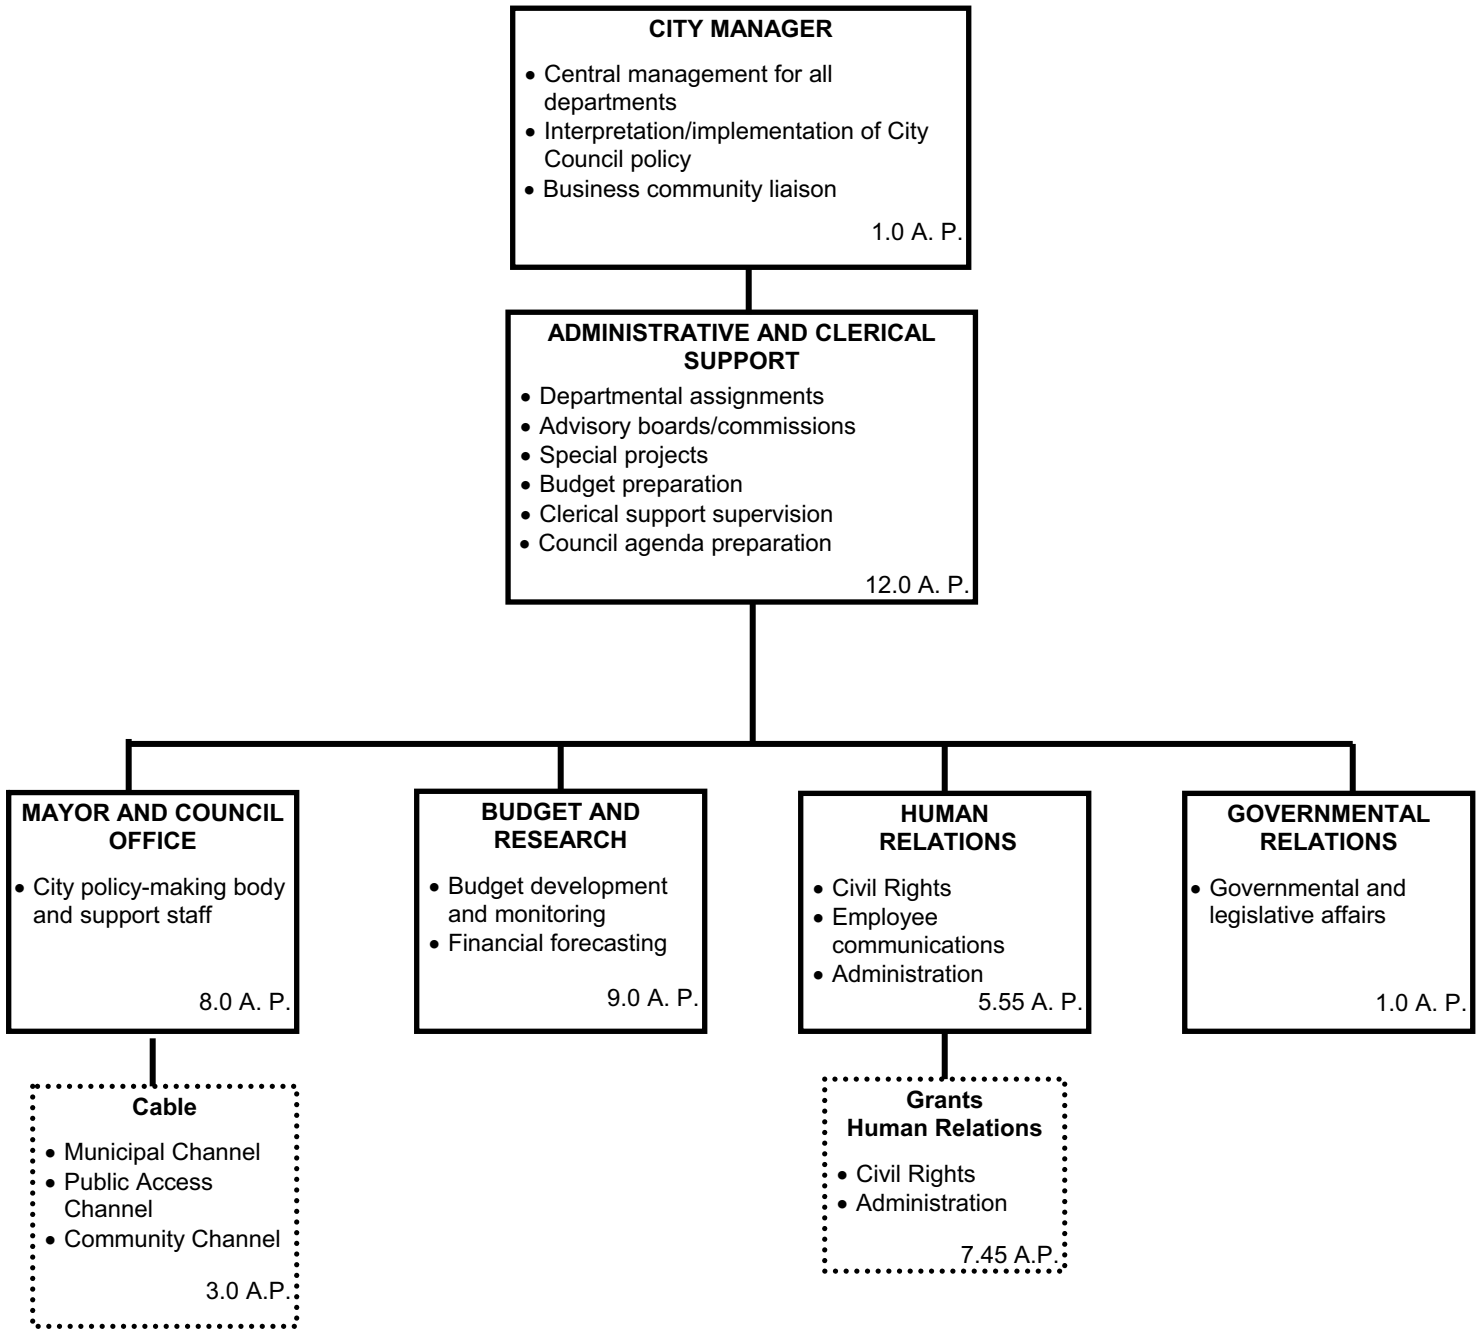 CITY MANAGER
• Central management for all
departments
• Interpretation/implementation of City
Council policy
• Business community liaison
1.0 A. P.
ADMINISTRATIVE AND CLERICAL
SUPPORT
• Departmental assignments
• Advisory boards/commissions
• Special projects
• Budget preparation
• Clerical support supervision
• Council agenda preparation
12.0 A. P.
MAYOR AND COUNCIL
OFFICE
• City policy-making body
and support staff
8.0 A. P.
BUDGET AND
RESEARCH
• Budget development
and monitoring
• Financial forecasting
9.0 A. P.
HUMAN
RELATIONS
• Civil Rights
• Employee
communications
• Administration
5.55 A. P.
GOVERNMENTAL
RELATIONS
• Governmental and
legislative affairs
1.0 A. P.
Cable
• Municipal Channel
• Public Access
Channel
• Community Channel
3.0 A.P.
Grants
Human Relations
• Civil Rights
• Administration
7.45 A.P.